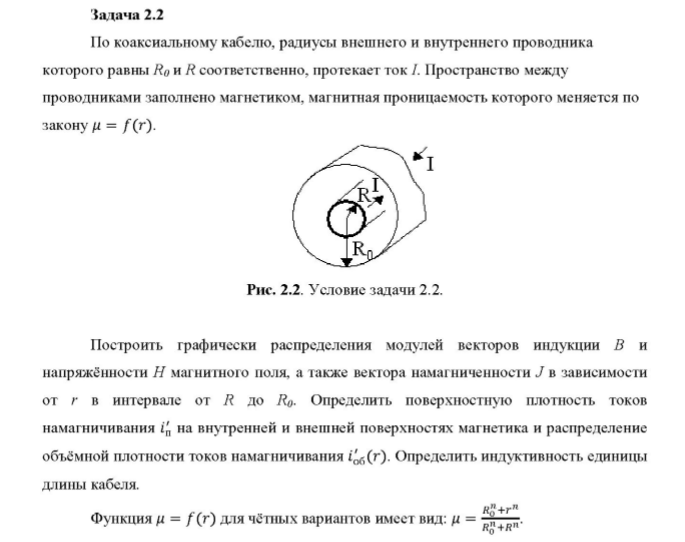 Задача 2.2
По коаксиальному кабелю, радиусы внешнего и внутреннего проводника
которого равны R₀ и R соответственно, протекает ток I. Пространство между
проводниками заполнено магнетиком, магнитная проницаемость которого меняется по
закону μ = f(r).
I
I
R
R₀
Рис. 2.2. Условие задачи 2.2.
Построить графически распределения модулей векторов индукции B и
напряжённости H магнитного поля, а также вектора намагниченности J в зависимости
от r в интервале от R до R₀. Определить поверхностную плотность токов
намагничивания i′ₙ на внутренней и внешней поверхностях магнетика и распределение
объёмной плотности токов намагничивания i′об(r). Определить индуктивность единицы
длины кабеля.
Функция μ = f(r) для чётных вариантов имеет вид: μ = (R₀ⁿ+rⁿ)/(R₀ⁿ+Rⁿ).